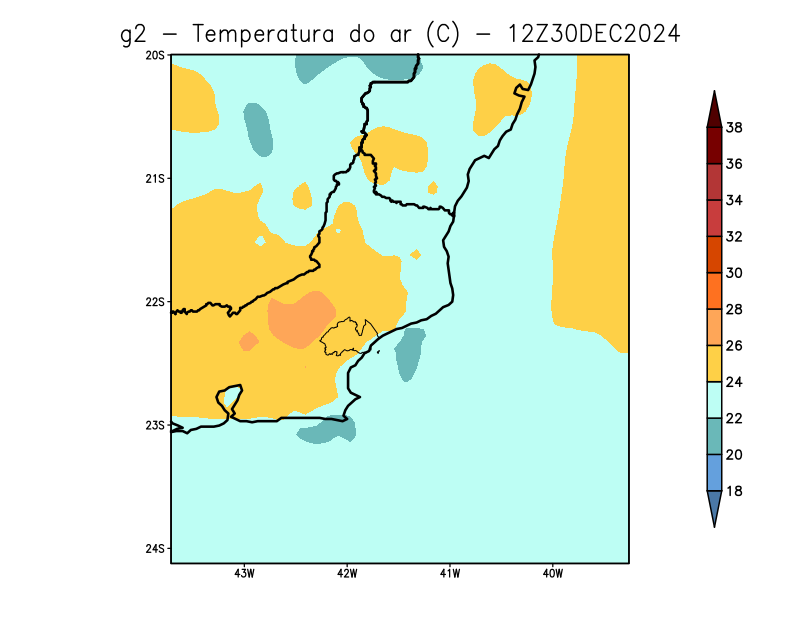 g2 – Temperatura do ar (C) – 12Z30DEC2024
20S
21S
22S
23S
24S
43W
42W
41W
40W
38
36
34
32
30
28
26
24
22
20
18